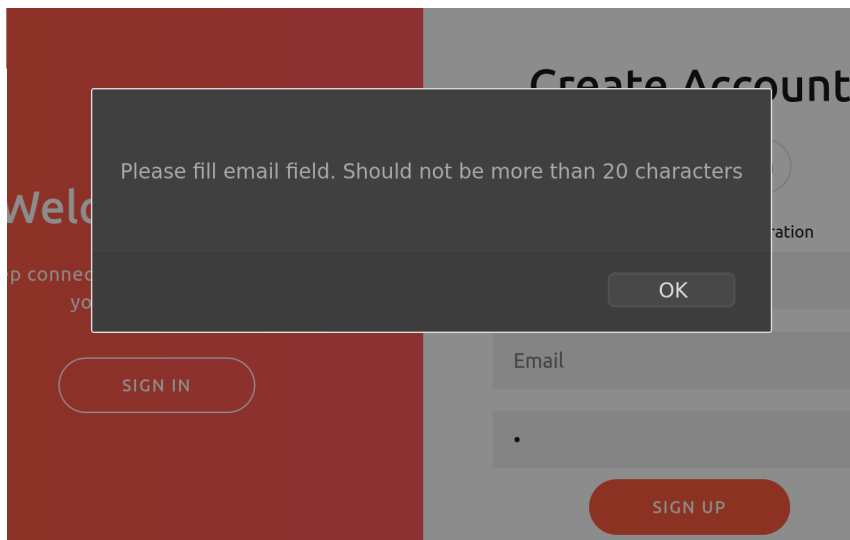 Create Account
Please fill email field. Should not be more than 20 characters
OK
SIGN IN
Email
SIGN UP